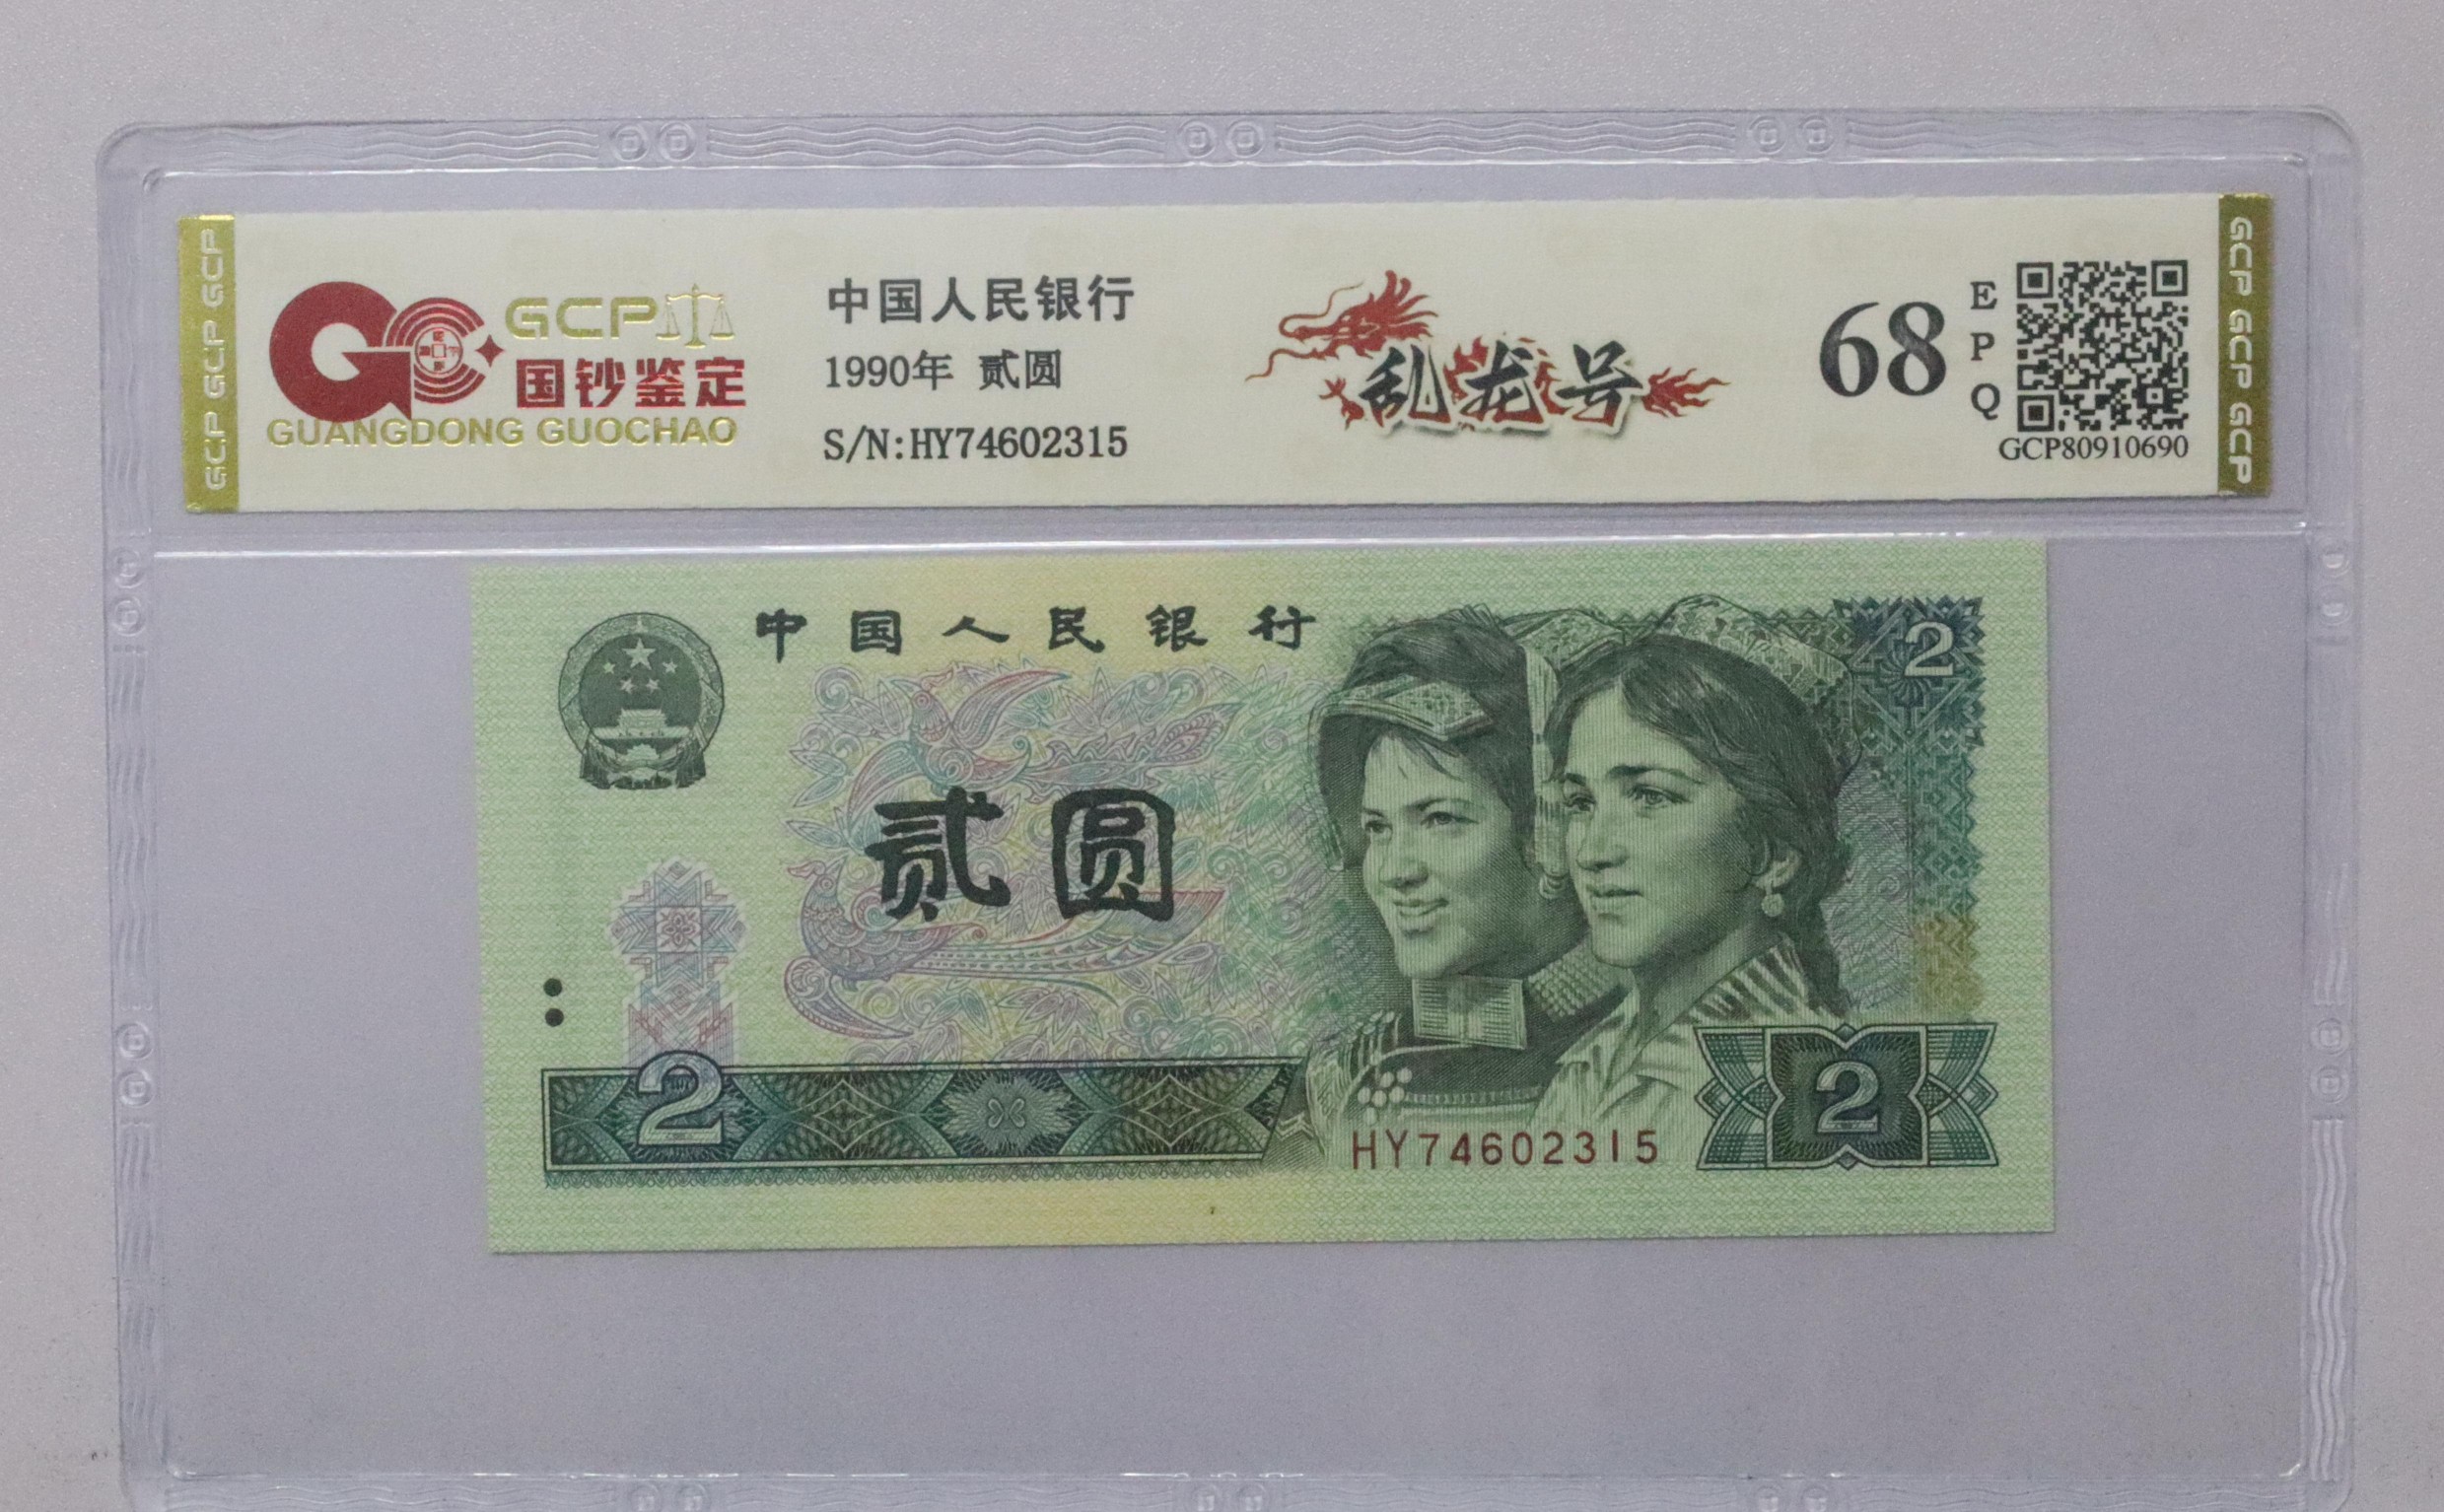 GCP GCP GCP
GCP
国钞鉴定
GUANGDONG GUOCHAO
中国人民银行
1990年 贰圆
S/N:HY74602315
乱龙号
68
EPQ
GCP80910690
GCP GCP GCP
中国人民银行
2
贰圆
2
2
HY74602315